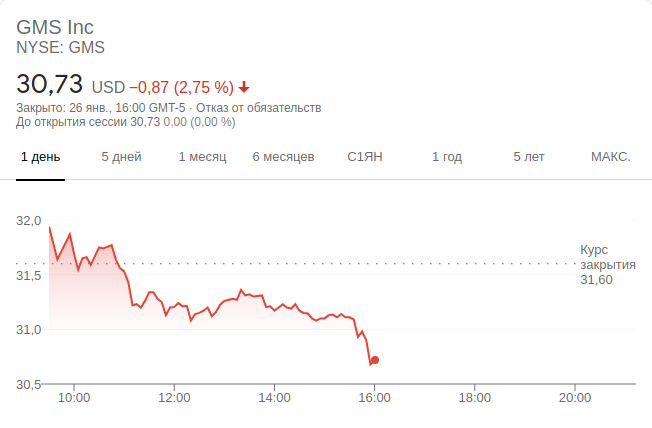 GMS Inc
NYSE: GMS
30,73 USD −0,87 (2,75 %)
Закрыто: 26 янв., 16:00 GMT-5 · Отказ от обязательств
До открытия сессии 30,73 0,00 (0,00 %)
1 день 5 дней 1 месяц 6 месяцев С1ЯН 1 год 5 лет МАКС.
32,0
Курс
закрытия
31,60
31,5
31,0
30,5
10:00 12:00 14:00 16:00 18:00 20:00